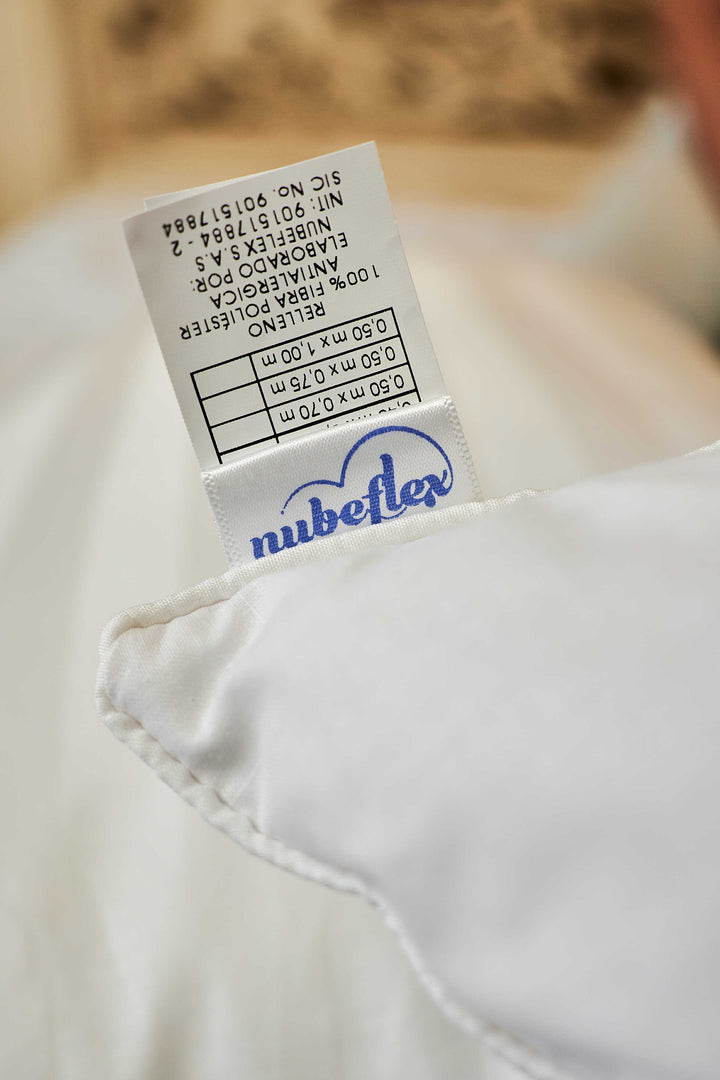 nubeflex
0,50 m x 0,70 m
0,50 m x 0,75 m
0,50 m x 1,00 m
RELLENO
100% FIBRA POLIÉSTER
ANTIALERGICA
ELABORADO POR:
NUBEFLEX S.A.S
NIT: 901517884 - 2
SIC No. 901517884